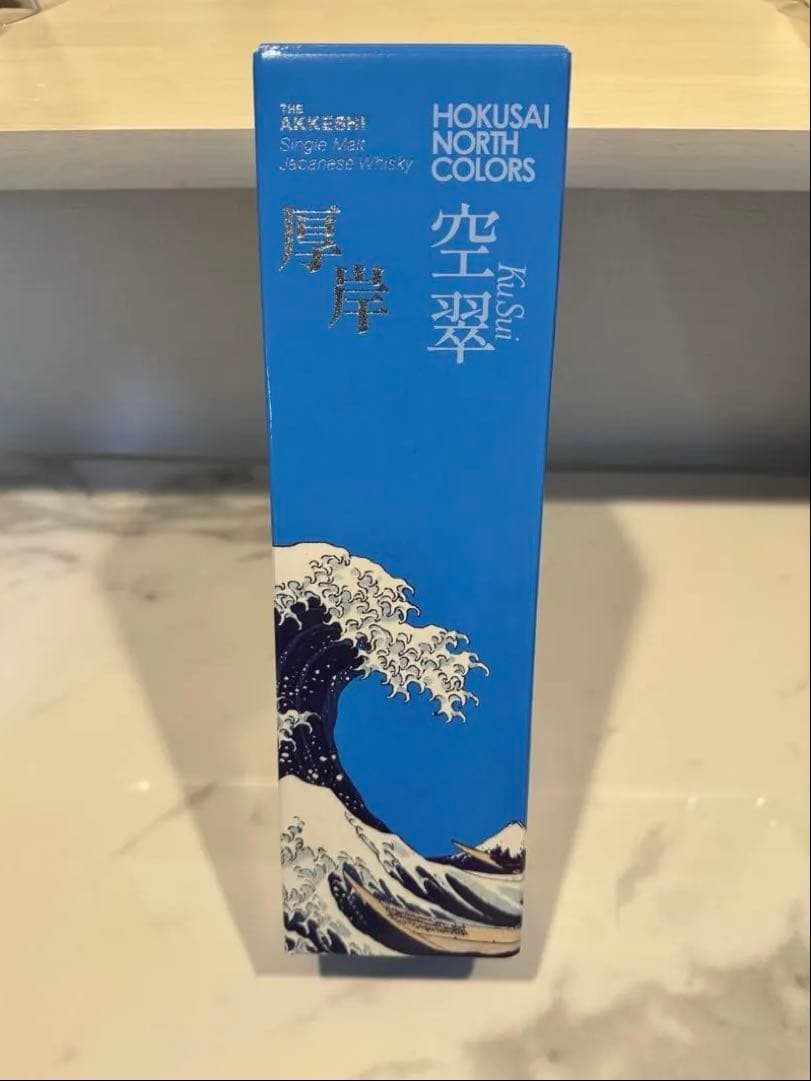 THE
AKKESHI
Single Malt
Japanese Whisky
厚岸
HOKUSAI
NORTH
COLORS
空翠
Ku.Sui